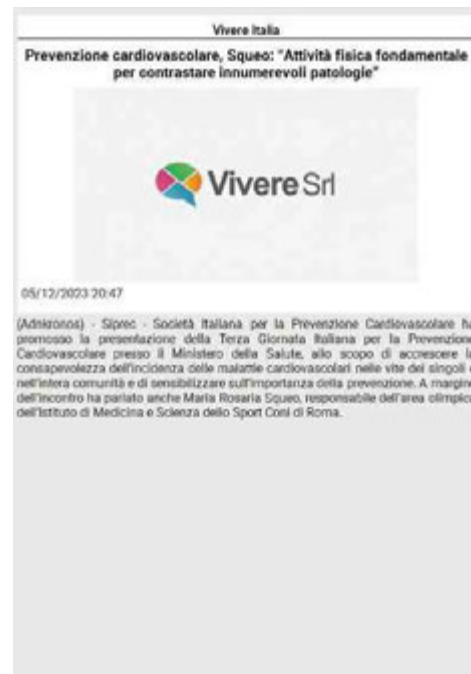 Vivere Italia
Prevenzione cardiovascolare, Squeo: "Attività fisica fondamentale
per contrastare innumerevoli patologie"
Vivere Srl
05/12/2023 20:47
(Adnkronos) - Siprec - Società Italiana per la Prevenzione Cardiovascolare ha
promosso la presentazione della Terza Giornata Italiana per la Prevenzione
Cardiovascolare presso il Ministero della Salute, allo scopo di accrescere la
consapevolezza dell'incidenza delle malattie cardiovascolari nelle vite dei singoli e
nell'intera comunità e di sensibilizzare sull'importanza della prevenzione. A margine
dell'incontro ha parlato anche Maria Rosaria Squeo, responsabile dell'area olimpica
dell'Istituto di Medicina e Scienza dello Sport Coni di Roma.